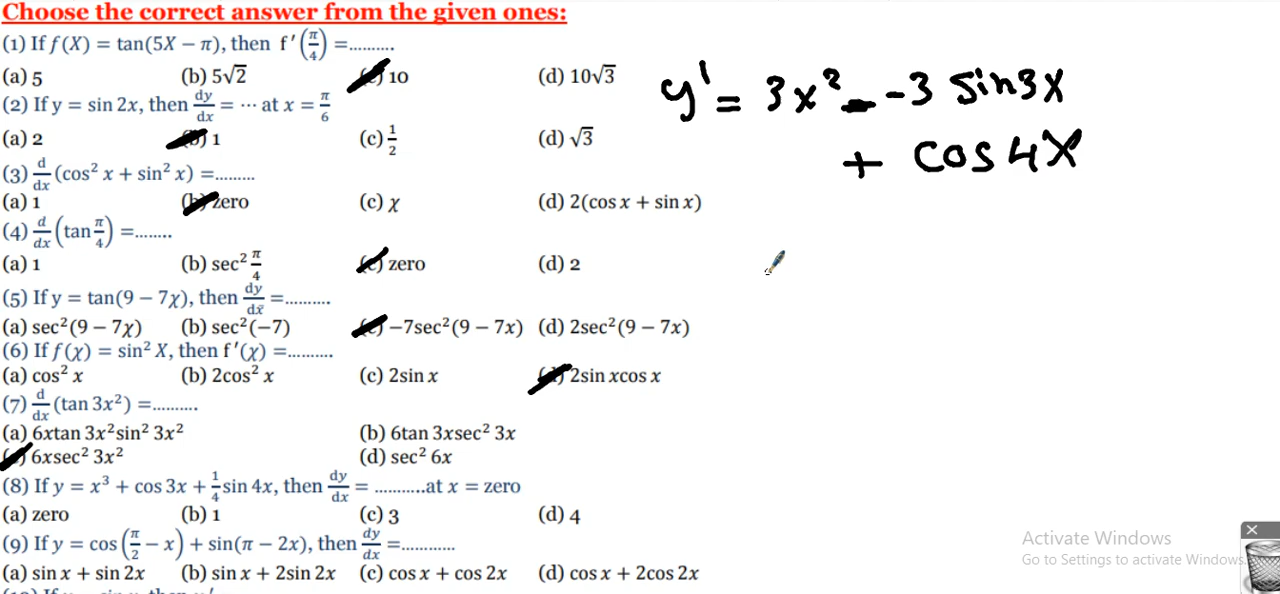 Choose the correct answer from the given ones:
(1) If f(X) = tan(5X − π), then f′(π/4) =..........
(a) 5 (b) 5√2 (c) 10 (d) 10√3
(2) If y = sin 2x, then dy/dx = ··· at x = π/6
(a) 2 (b) 1 (c) 1/2 (d) √3
(3) d/dx (cos² x + sin² x) =.........
(a) 1 (b) zero (c) χ (d) 2(cos x + sin x)
(4) d/dx (tan π/4) =........
(a) 1 (b) sec² π/4 (c) zero (d) 2
(5) If y = tan(9 − 7χ), then dy/dx̄ =..........
(a) sec²(9 − 7χ) (b) sec²(−7) (c) −7sec²(9 − 7x) (d) 2sec²(9 − 7x)
(6) If f(χ) = sin² X, then f′(χ) =..........
(a) cos² x (b) 2cos² x (c) 2sin x (d) 2sin xcos x
(7) d/dx (tan 3x²) =..........
(a) 6xtan 3x²sin² 3x² (b) 6tan 3xsec² 3x
6xsec² 3x² (d) sec² 6x
(8) If y = x³ + cos 3x + 1/4 sin 4x, then dy/dx = ...........at x = zero
(a) zero (b) 1 (c) 3 (d) 4
(9) If y = cos(π/2 − x) + sin(π − 2x), then dy/dx =............
(a) sin x + sin 2x (b) sin x + 2sin 2x (c) cos x + cos 2x (d) cos x + 2cos 2x
y' = 3x² - -3 sin3x
+ cos4x
Activate Windows
Go to Settings to activate Windows.